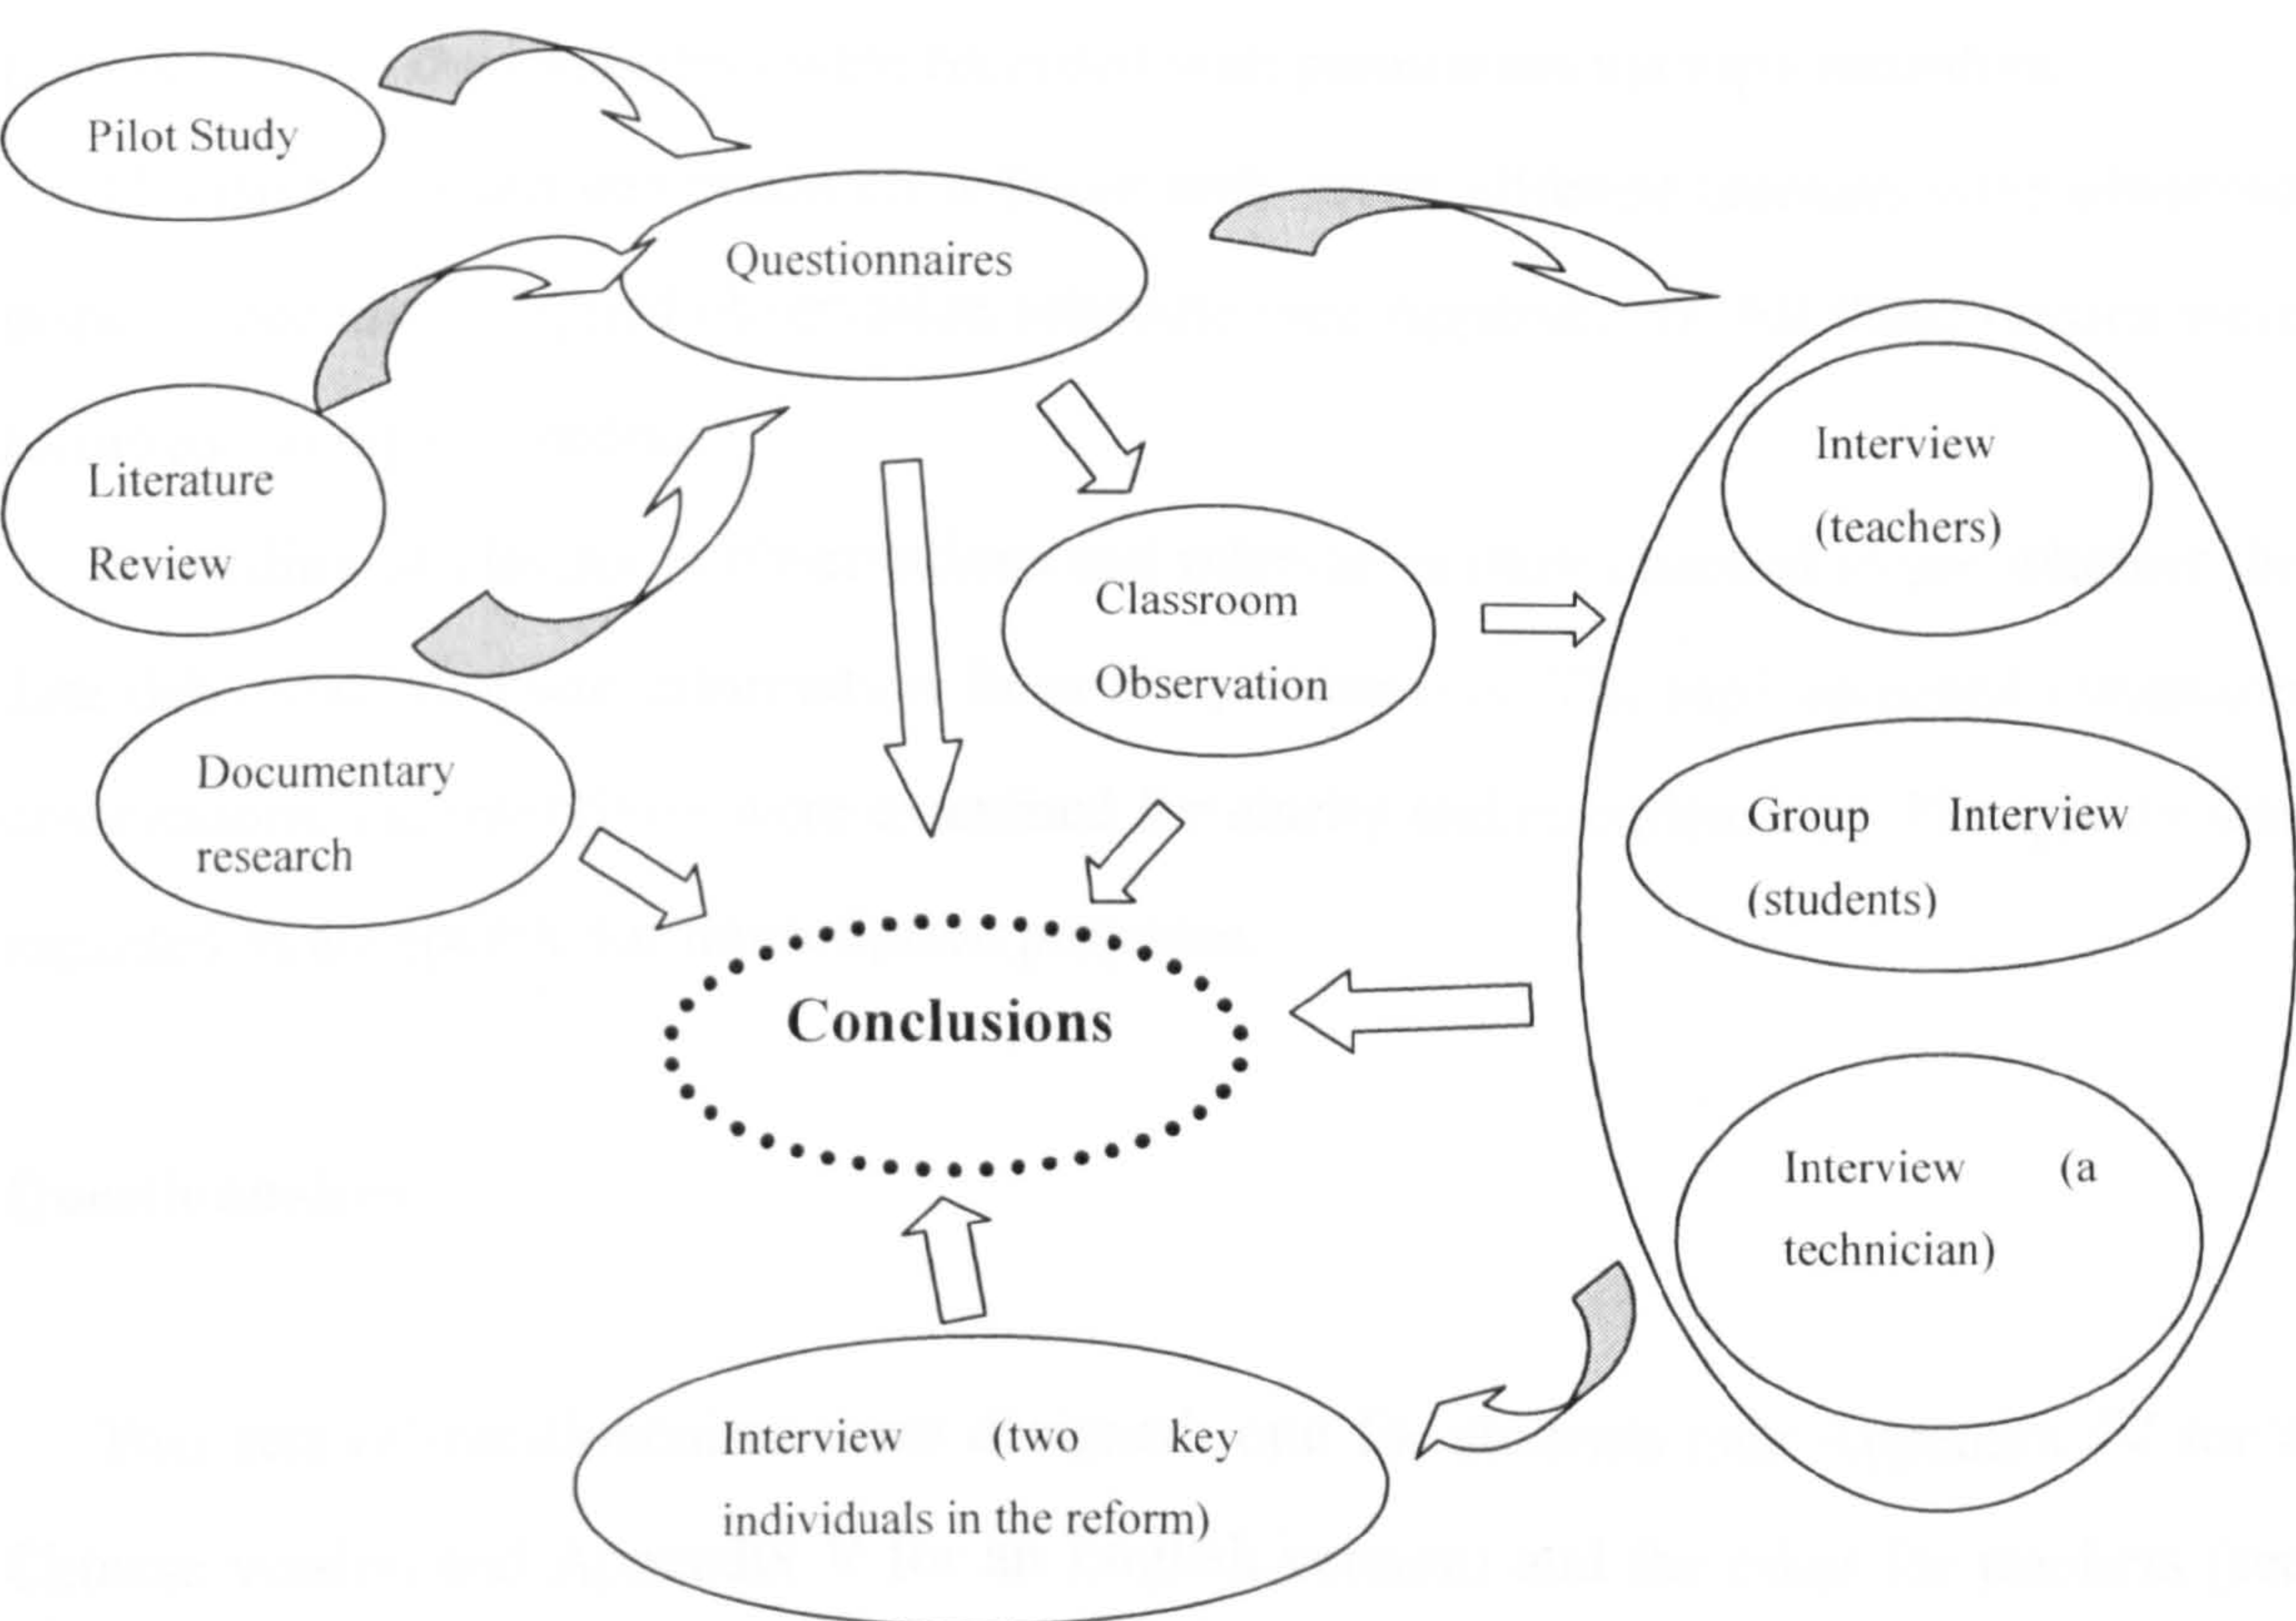 Pilot Study
Questionnaires
Literature
Review
Interview
(teachers)
Classroom
Observation
Documentary
research
Group Interview
(students)
Conclusions
Interview (a
technician)
Interview (two key
individuals in the reform)